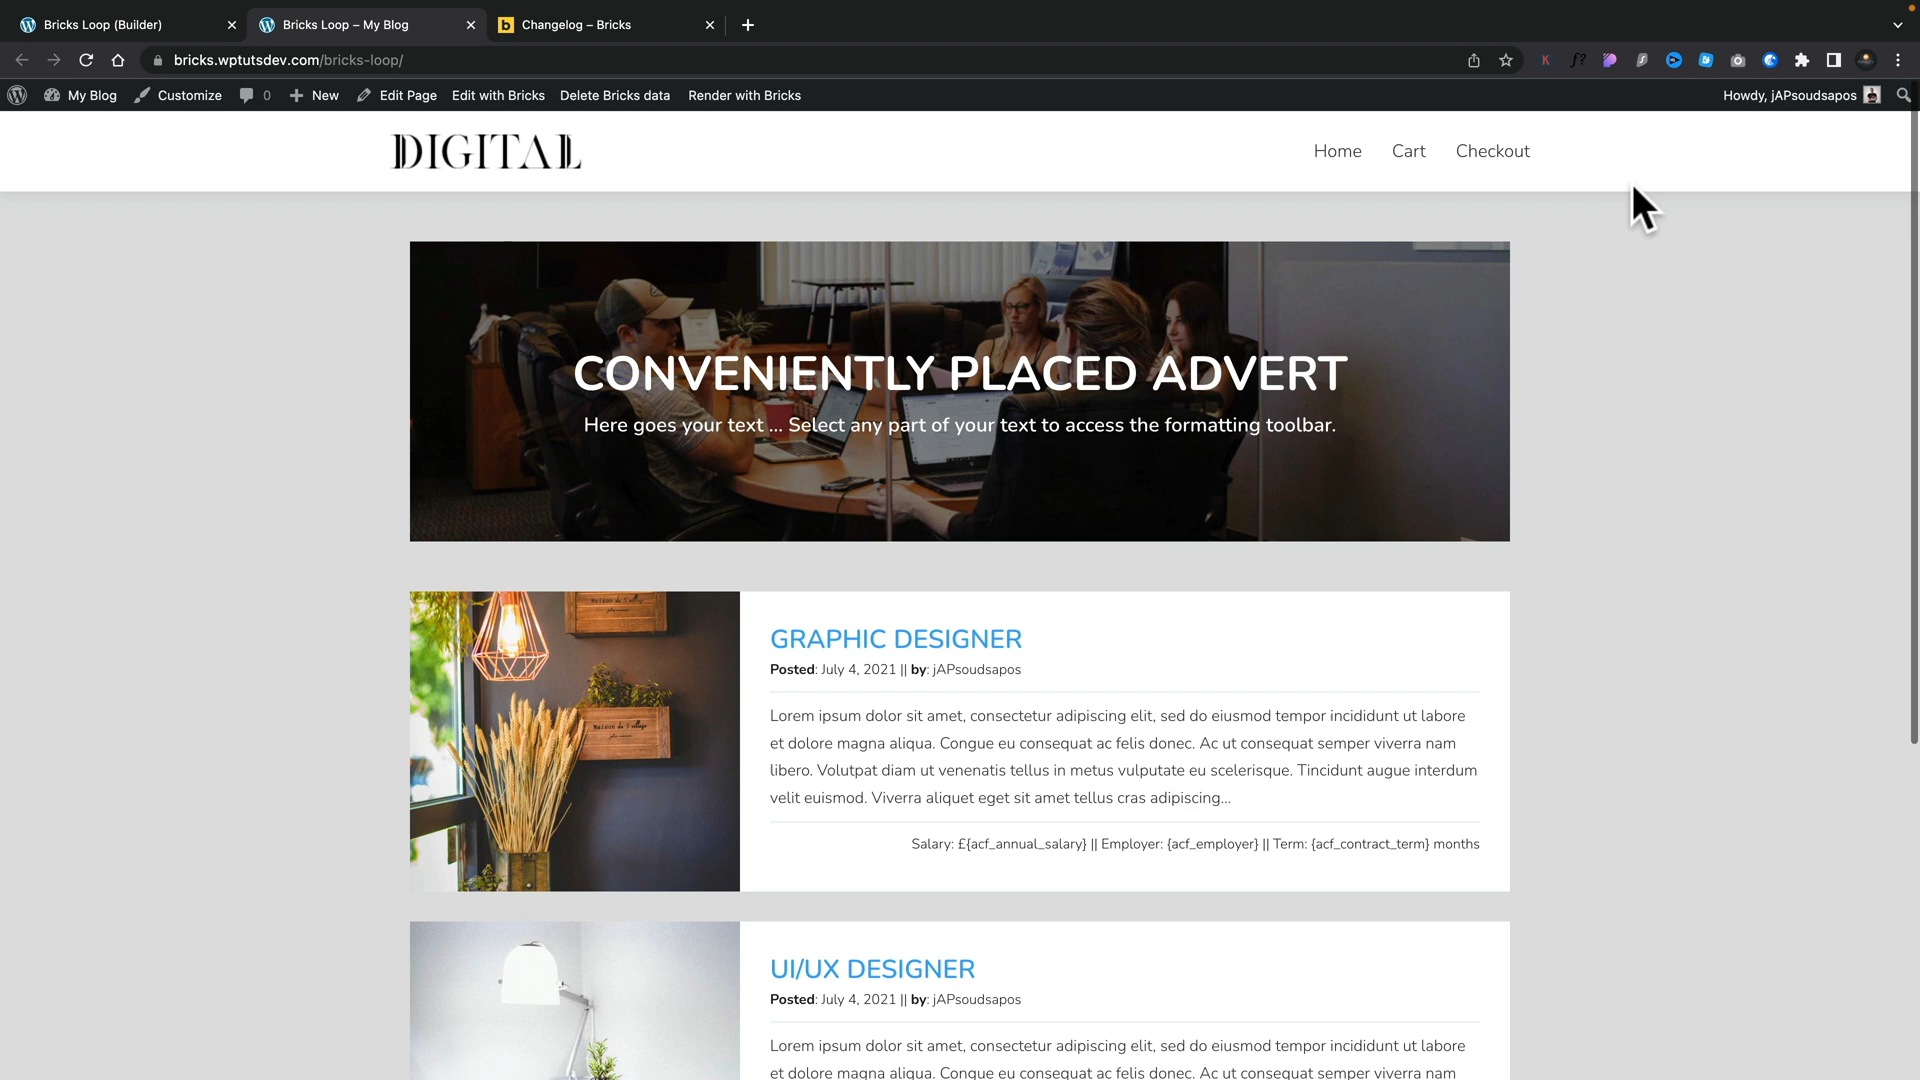 Bricks Loop (Builder)
Bricks Loop – My Blog
Changelog – Bricks
bricks.wptutsdev.com/bricks-loop/
My Blog
Customize
0
New
Edit Page
Edit with Bricks
Delete Bricks data
Render with Bricks
Howdy, jAPsoudsapos
DIGITAL
Home
Cart
Checkout
CONVENIENTLY PLACED ADVERT
Here goes your text ... Select any part of your text to access the formatting toolbar.
GRAPHIC DESIGNER
Posted: July 4, 2021 || by: jAPsoudsapos
Lorem ipsum dolor sit amet, consectetur adipiscing elit, sed do eiusmod tempor incididunt ut labore
et dolore magna aliqua. Congue eu consequat ac felis donec. Ac ut consequat semper viverra nam
libero. Volutpat diam ut venenatis tellus in metus vulputate eu scelerisque. Tincidunt augue interdum
velit euismod. Viverra aliquet eget sit amet tellus cras adipiscing...
Salary: £{acf_annual_salary} || Employer: {acf_employer} || Term: {acf_contract_term} months
UI/UX DESIGNER
Posted: July 4, 2021 || by: jAPsoudsapos
Lorem ipsum dolor sit amet, consectetur adipiscing elit, sed do eiusmod tempor incididunt ut labore
et dolore magna aliqua. Congue eu consequat ac felis donec. Ac ut consequat semper viverra nam